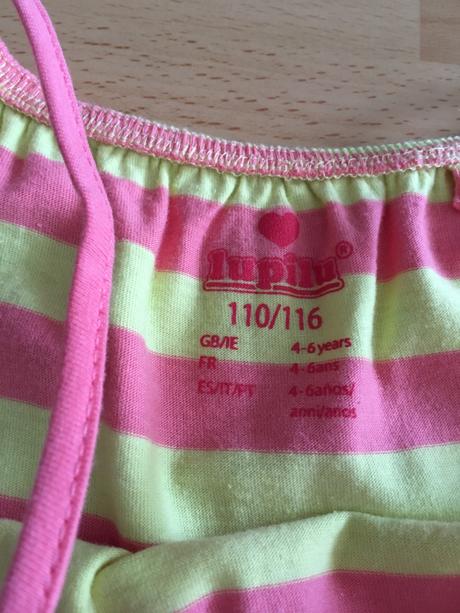 lupilu®
110/116
GB/IE 4-6 years
FR 4-6ans
ES/IT/PT 4-6años/
anni/anos